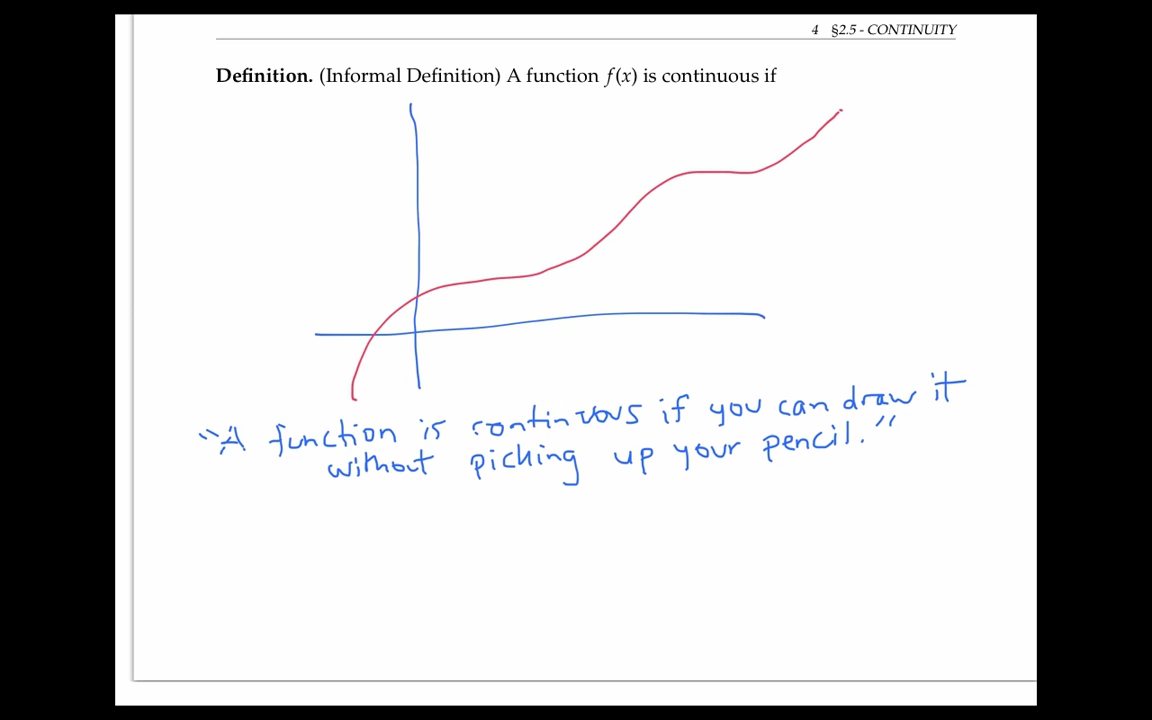 4 §2.5 - CONTINUITY
Definition. (Informal Definition) A function f(x) is continuous if
"A function is continuous if you can draw it
without picking up your pencil."